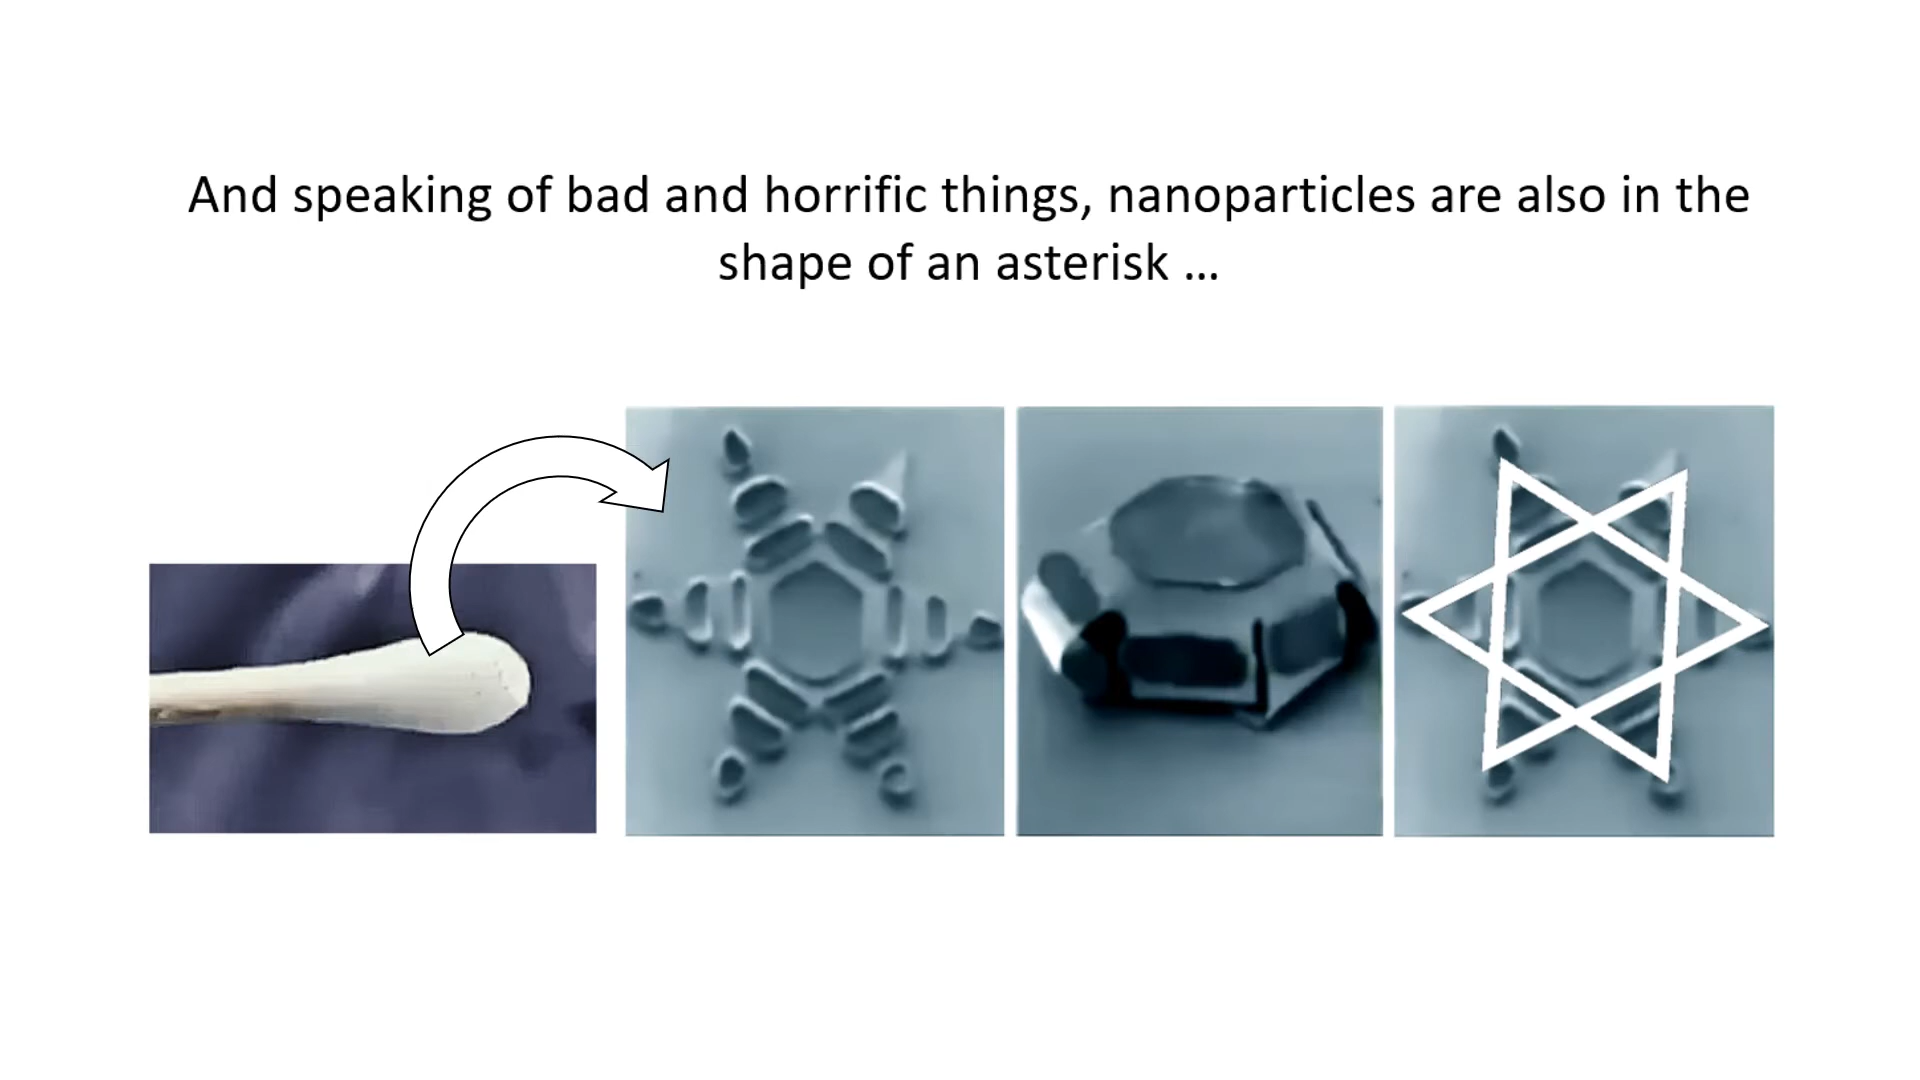 And speaking of bad and horrific things, nanoparticles are also in the
shape of an asterisk ...